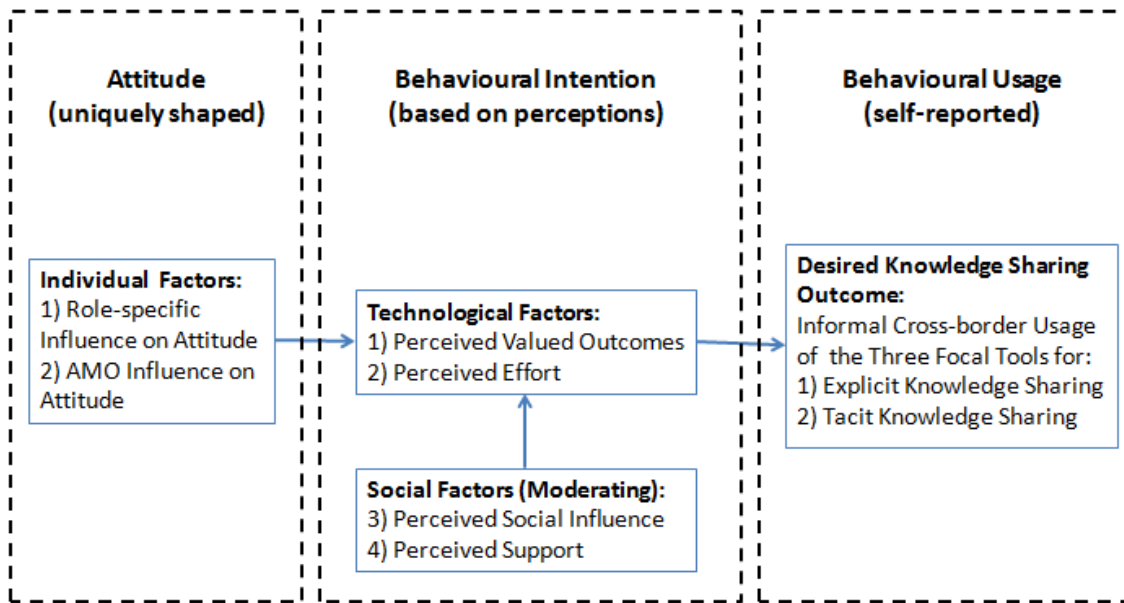 Attitude
(uniquely shaped)
Behavioural Intention
(based on perceptions)
Behavioural Usage
(self-reported)
Individual Factors:
1) Role-specific
Influence on Attitude
2) AMO Influence on
Attitude
Technological Factors:
1) Perceived Valued Outcomes
2) Perceived Effort
Social Factors (Moderating):
3) Perceived Social Influence
4) Perceived Support
Desired Knowledge Sharing
Outcome:
Informal Cross-border Usage
of the Three Focal Tools for:
1) Explicit Knowledge Sharing
2) Tacit Knowledge Sharing